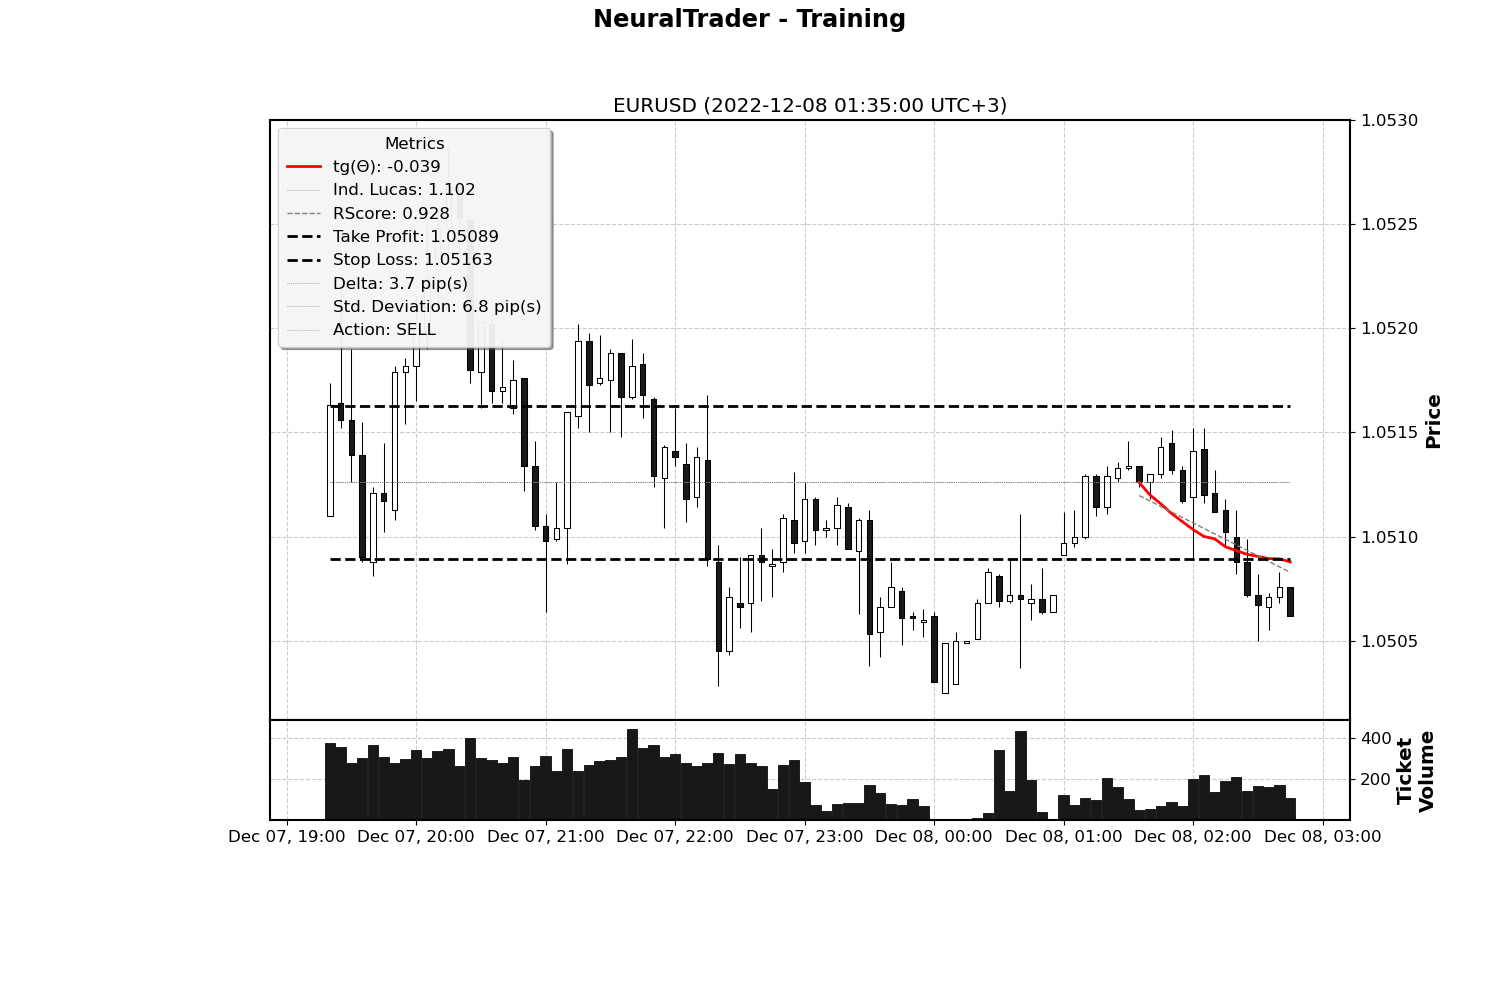 NeuralTrader - Training
EURUSD (2022-12-08 01:35:00 UTC+3)
Metrics
tg(Θ): -0.039
Ind. Lucas: 1.102
RScore: 0.928
Take Profit: 1.05089
Stop Loss: 1.05163
Delta: 3.7 pip(s)
Std. Deviation: 6.8 pip(s)
Action: SELL
1.0530
1.0525
1.0520
1.0515
1.0510
1.0505
Price
400
200
Ticket
Volume
Dec 07, 19:00 Dec 07, 20:00 Dec 07, 21:00 Dec 07, 22:00 Dec 07, 23:00 Dec 08, 00:00 Dec 08, 01:00 Dec 08, 02:00 Dec 08, 03:00